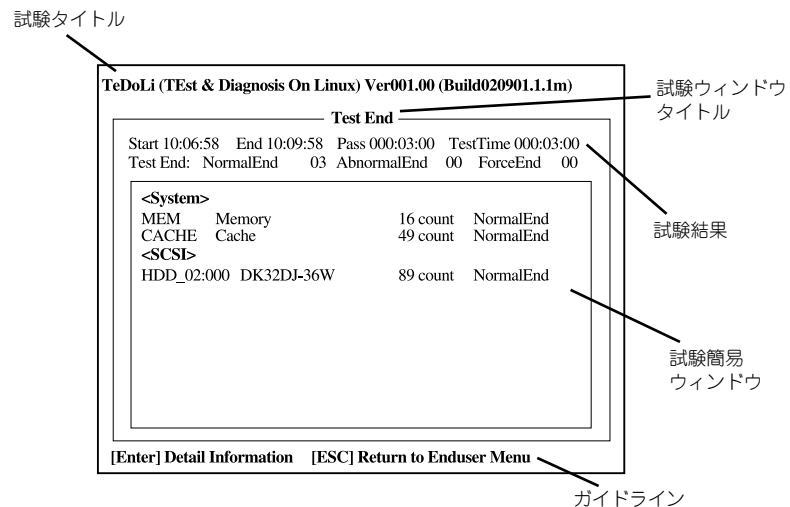 試験タイトル
TeDoLi (TEst & Diagnosis On Linux) Ver001.00 (Build020901.1.1m)
試験ウィンドウ
タイトル
Test End
Start 10:06:58 End 10:09:58 Pass 000:03:00 TestTime 000:03:00
Test End: NormalEnd 03 AbnormalEnd 00 ForceEnd 00
試験結果
<System>
MEM Memory 16 count NormalEnd
CACHE Cache 49 count NormalEnd
<SCSI>
HDD_02:000 DK32DJ-36W 89 count NormalEnd
試験簡易
ウィンドウ
[Enter] Detail Information [ESC] Return to Enduser Menu
ガイドライン